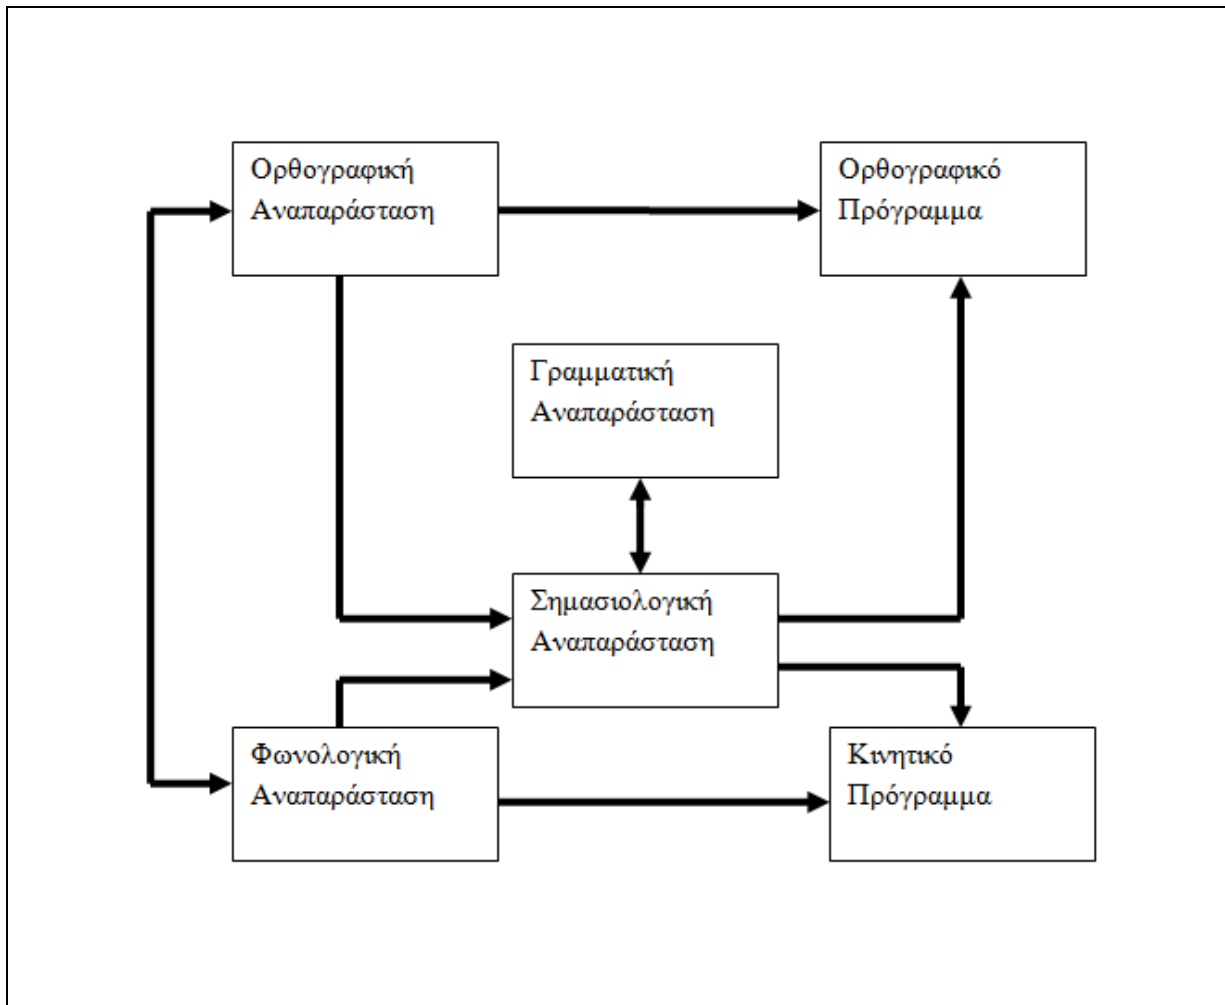 Ορθογραφική
Αναπαράσταση
Ορθογραφικό
Πρόγραμμα
Γραμματική
Αναπαράσταση
Σημασιολογική
Αναπαράσταση
Φωνολογική
Αναπαράσταση
Κινητικό
Πρόγραμμα